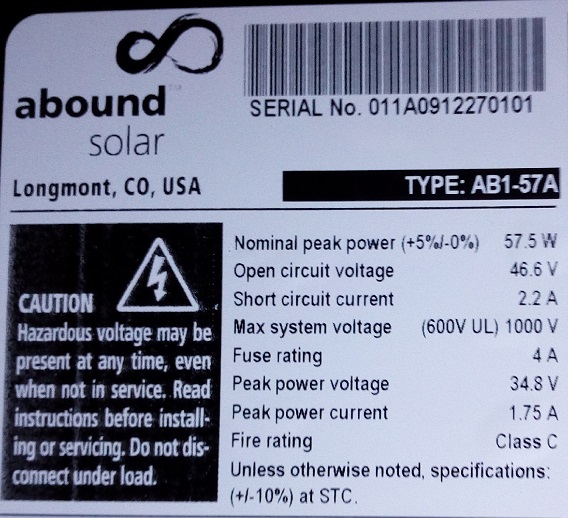 abound™
solar
Longmont, CO, USA
SERIAL No. 011A0912270101
TYPE: AB1-57A
CAUTION
Hazardous voltage may be
present at any time, even
when not in service. Read
instructions before install-
ing or servicing. Do not dis-
connect under load.
Nominal peak power (+5%/-0%) 57.5 W
Open circuit voltage 46.6 V
Short circuit current 2.2 A
Max system voltage (600V UL) 1000 V
Fuse rating 4 A
Peak power voltage 34.8 V
Peak power current 1.75 A
Fire rating Class C
Unless otherwise noted, specifications:
(+/-10%) at STC.